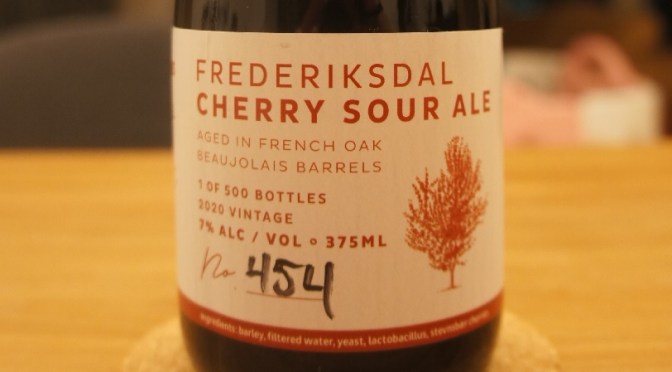 FREDERIKSDAL
CHERRY SOUR ALE
AGED IN FRENCH OAK
BEAUJOLAIS BARRELS
1 OF 500 BOTTLES
2020 VINTAGE
7% ALC / VOL ° 375ML
No. 454
ingredients: barley, filtered water, yeast, lactobacillus, stevnsbær cherries